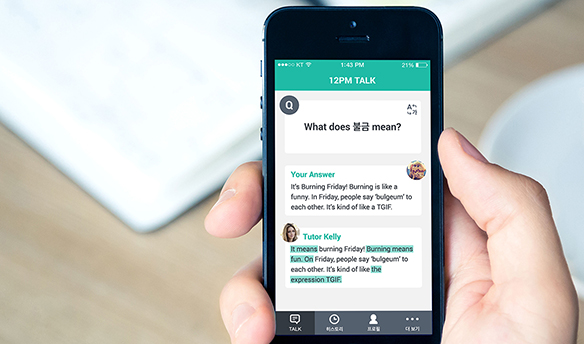 KT 1:43 PM 21%
12PM TALK
Q
A 가
What does 불금 mean?
Your Answer
It's Burning Friday! Burning is like a
funny. In Friday, people say 'bulgeum' to
each other. It's kind of like a TGIF.
Tutor Kelly
It means burning Friday! Burning means
fun. On Friday, people say 'bulgeum' to
each other. It's kind of like the
expression TGIF.
TALK 히스토리 프로필 더 보기